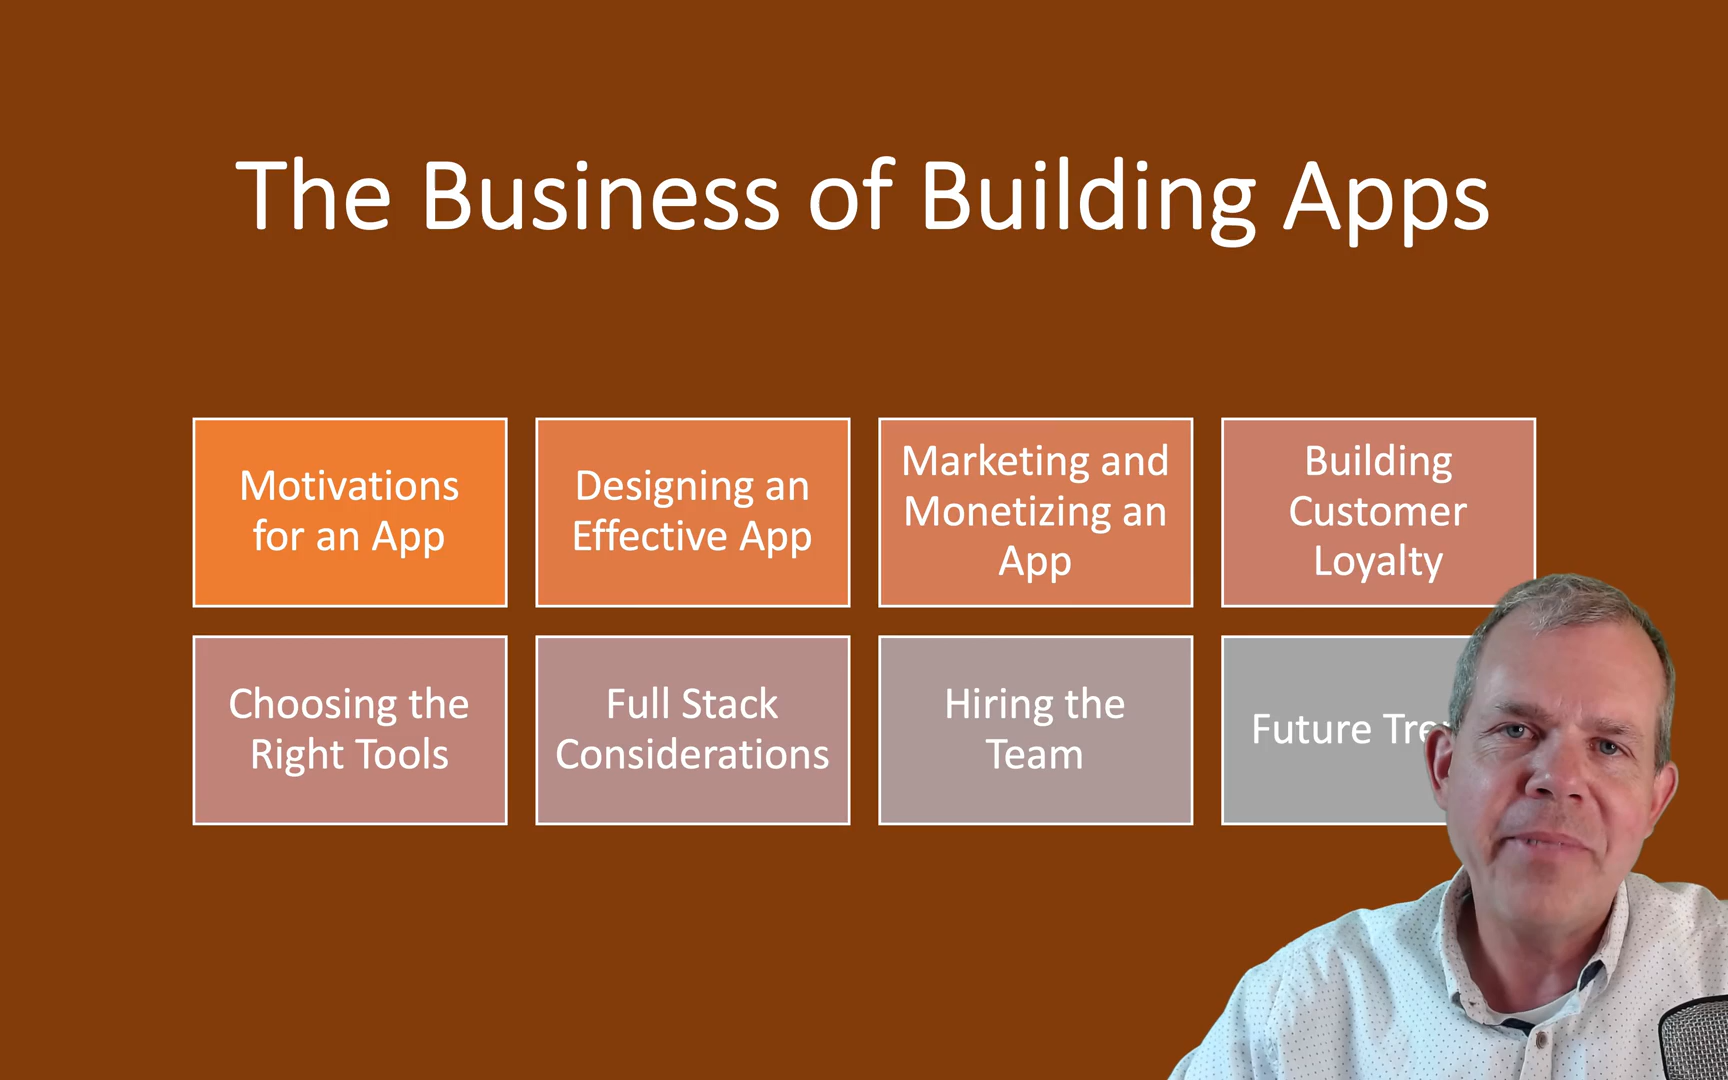 The Business of Building Apps
Motivations
for an App
Designing an
Effective App
Marketing and
Monetizing an
App
Building
Customer
Loyalty
Choosing the
Right Tools
Full Stack
Considerations
Hiring the
Team
Future